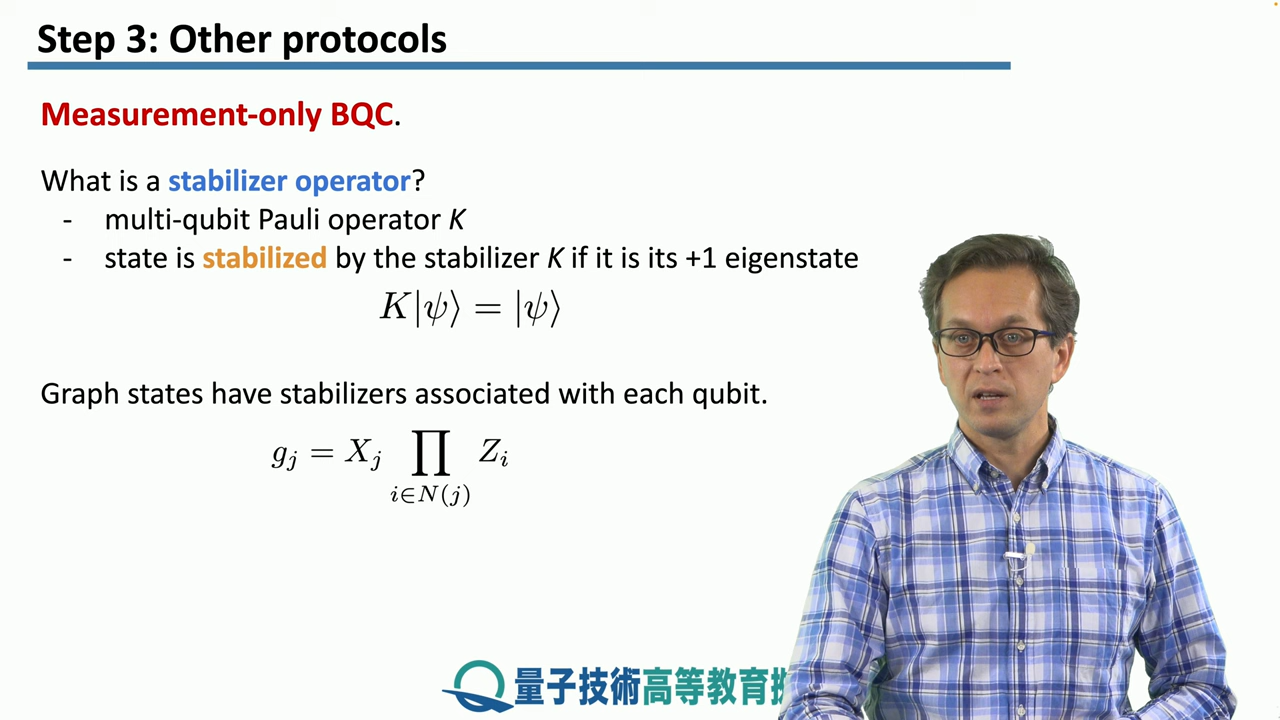 Step 3: Other protocols
Measurement-only BQC.
What is a stabilizer operator?
- multi-qubit Pauli operator K
- state is stabilized by the stabilizer K if it is its +1 eigenstate
K|ψ⟩ = |ψ⟩
Graph states have stabilizers associated with each qubit.
g_j = X_j ∏_{i∈N(j)} Z_i
量子技術高等教育拠